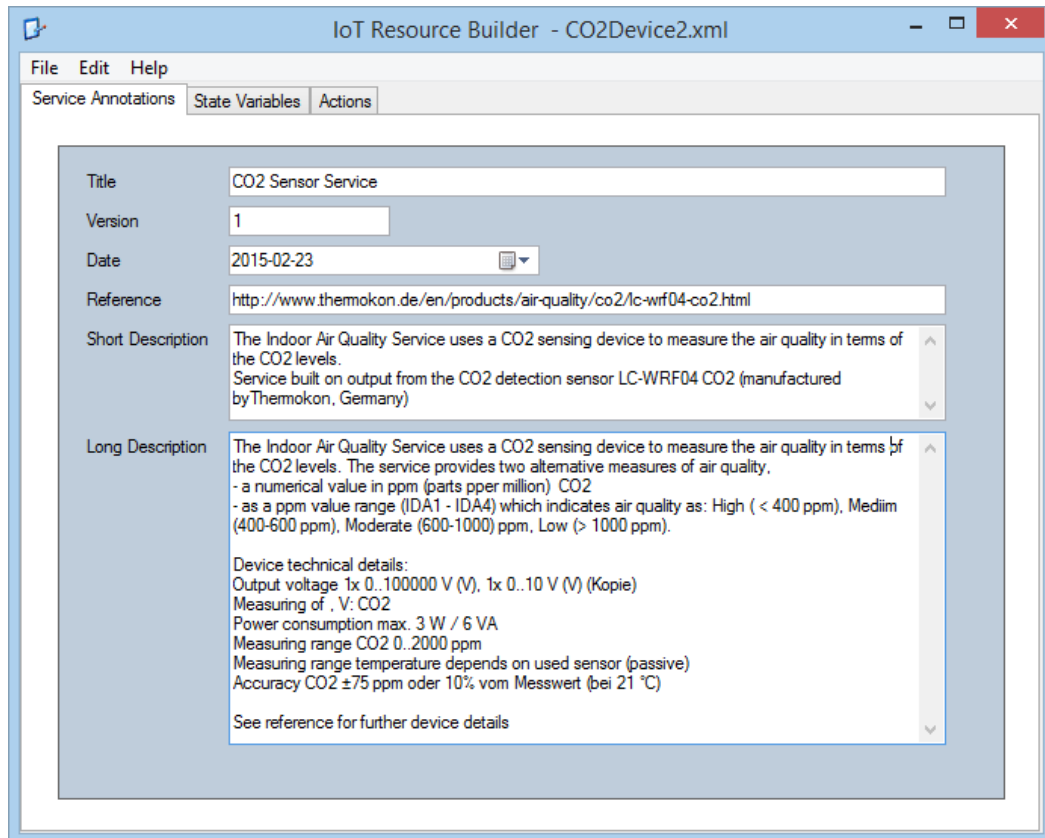 IoT Resource Builder - CO2Device2.xml
File Edit Help
Service Annotations State Variables Actions
Title CO2 Sensor Service
Version 1
Date 2015-02-23
Reference http://www.thermokon.de/en/products/air-quality/co2/lc-wrf04-co2.html
Short Description The Indoor Air Quality Service uses a CO2 sensing device to measure the air quality in terms of
the CO2 levels.
Service built on output from the CO2 detection sensor LC-WRF04 CO2 (manufactured
byThermokon, Germany)
Long Description The Indoor Air Quality Service uses a CO2 sensing device to measure the air quality in terms of
the CO2 levels. The service provides two alternative measures of air quality,
- a numerical value in ppm (parts pper million) CO2
- as a ppm value range (IDA1 - IDA4) which indicates air quality as: High ( < 400 ppm), Mediim
(400-600 ppm), Moderate (600-1000) ppm, Low (> 1000 ppm).
Device technical details:
Output voltage 1x 0..100000 V (V), 1x 0..10 V (V) (Kopie)
Measuring of , V: CO2
Power consumption max. 3 W / 6 VA
Measuring range CO2 0..2000 ppm
Measuring range temperature depends on used sensor (passive)
Accuracy CO2 ±75 ppm oder 10% vom Messwert (bei 21 °C)
See reference for further device details